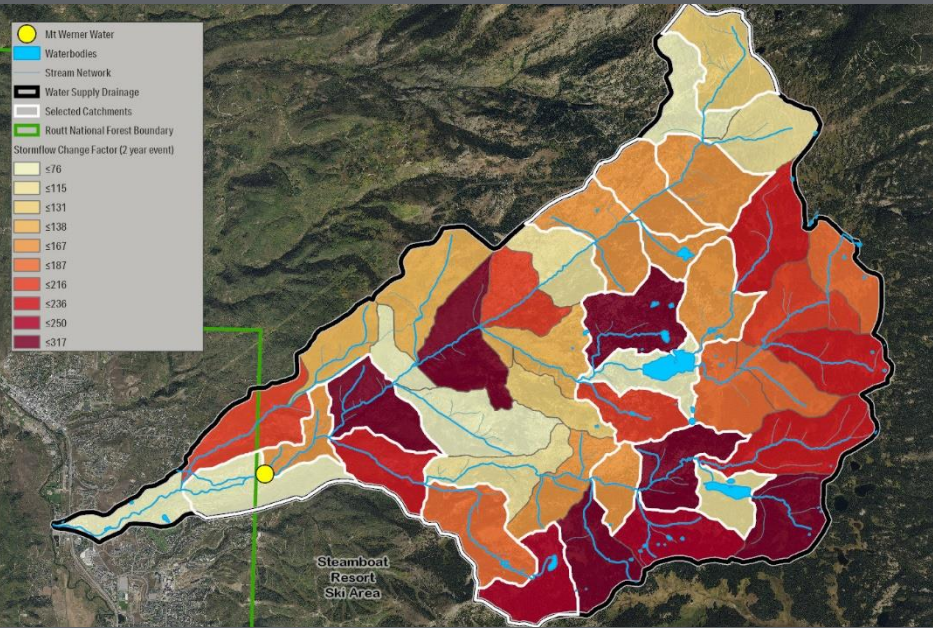 Mt Werner Water
Waterbodies
Stream Network
Water Supply Drainage
Selected Catchments
Routt National Forest Boundary
Stormflow Change Factor (2 year event)
≤76
≤115
≤131
≤138
≤167
≤187
≤216
≤236
≤250
≤317
Steamboat
Resort
Ski Area